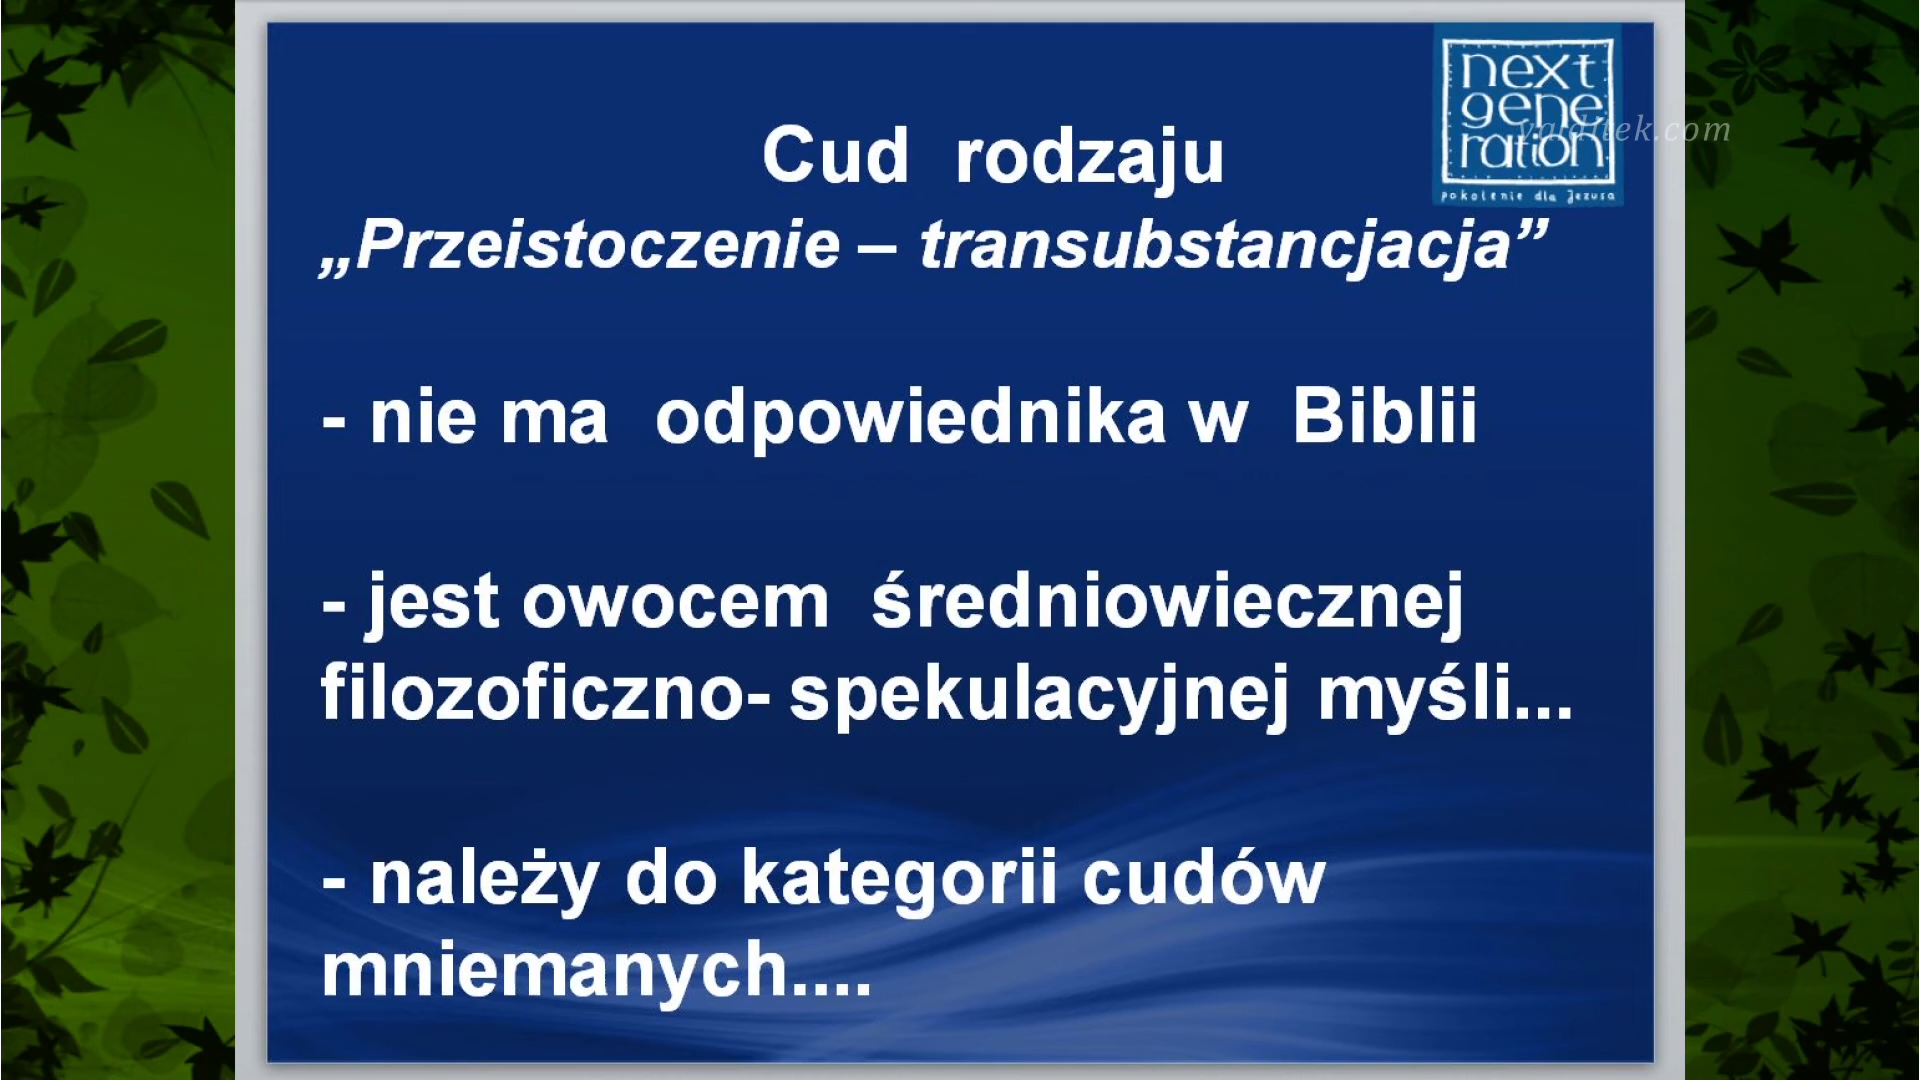 next
gene
ration
pokolenie dla Jezusa
Cud rodzaju
„Przeistoczenie – transubstancjacja”
- nie ma odpowiednika w Biblii
- jest owocem średniowiecznej
filozoficzno- spekulacyjnej myśli...
- należy do kategorii cudów
mniemanych....